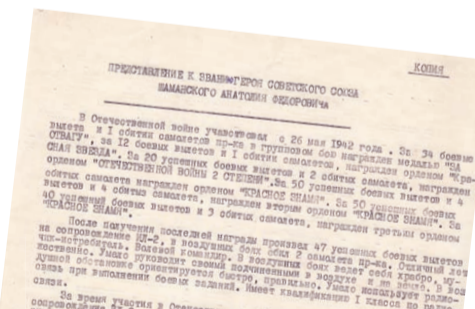 КОПИЯ
ПРЕДСТАВЛЕНИЕ К ЗВАНИЮ ГЕРОЯ СОВЕТСКОГО СОЮЗА
ШАМАНСКОГО АНАТОЛИЯ ФЕДОРОВИЧА
В Отечественной войне участвовал с 26 мая 1942 года. За 34 боевых
вылета и I сбитый самолетов пр-ка в групповом бою награжден медалью "ЗА
ОТВАГУ", за 12 боевых вылетов и I сбитый самолетов, награжден орденом "КРА-
СНАЯ ЗВЕЗДА". За 20 успешных боевых вылетов и 2 сбитых самолета, награжден
орденом "ОТЕЧЕСТВЕННОЙ ВОЙНЫ 2 СТЕПЕНИ". За 50 успешных боевых вылетов и 4
сбитых самолета награжден орденом "КРАСНОЕ ЗНАМЯ". За 50 успешных боевых
вылетов и 4 сбитых самолета, награжден вторым орденом "КРАСНОЕ ЗНАМЯ". За
40 успешных боевых вылетов и 3 сбитых самолета, награжден третьим орденом
"КРАСНОЕ ЗНАМЯ".
После получения последней награды произвел 47 успешных боевых вылетов
на сопровождение ИЛ-2, в воздушных боях сбил 2 самолета пр-ка. Отличный лет
чик-истребитель. Волевой командир. В воздушных боях ведет себя храбро, му-
жественно. Умело руководит своими подчиненными в воздухе и на земле. В воз
душной обстановке ориентируется быстро, правильно. Умело использует радио-
связь при выполнении боевых заданий. Имеет квалификацию I класса по радио
За время участия в Отечест
сопровождение